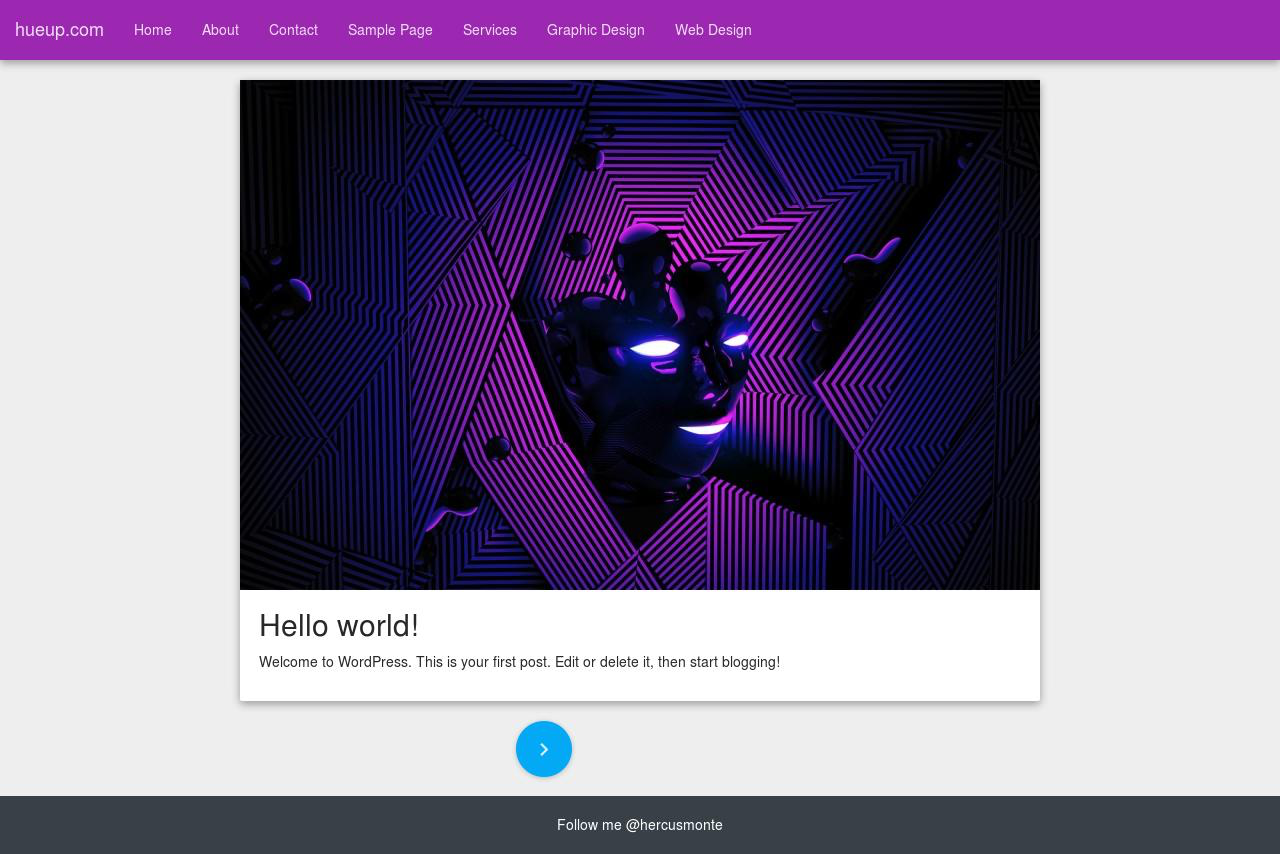 hueup.com Home About Contact Sample Page Services Graphic Design Web Design
Hello world!
Welcome to WordPress. This is your first post. Edit or delete it, then start blogging!
Follow me @hercusmonte